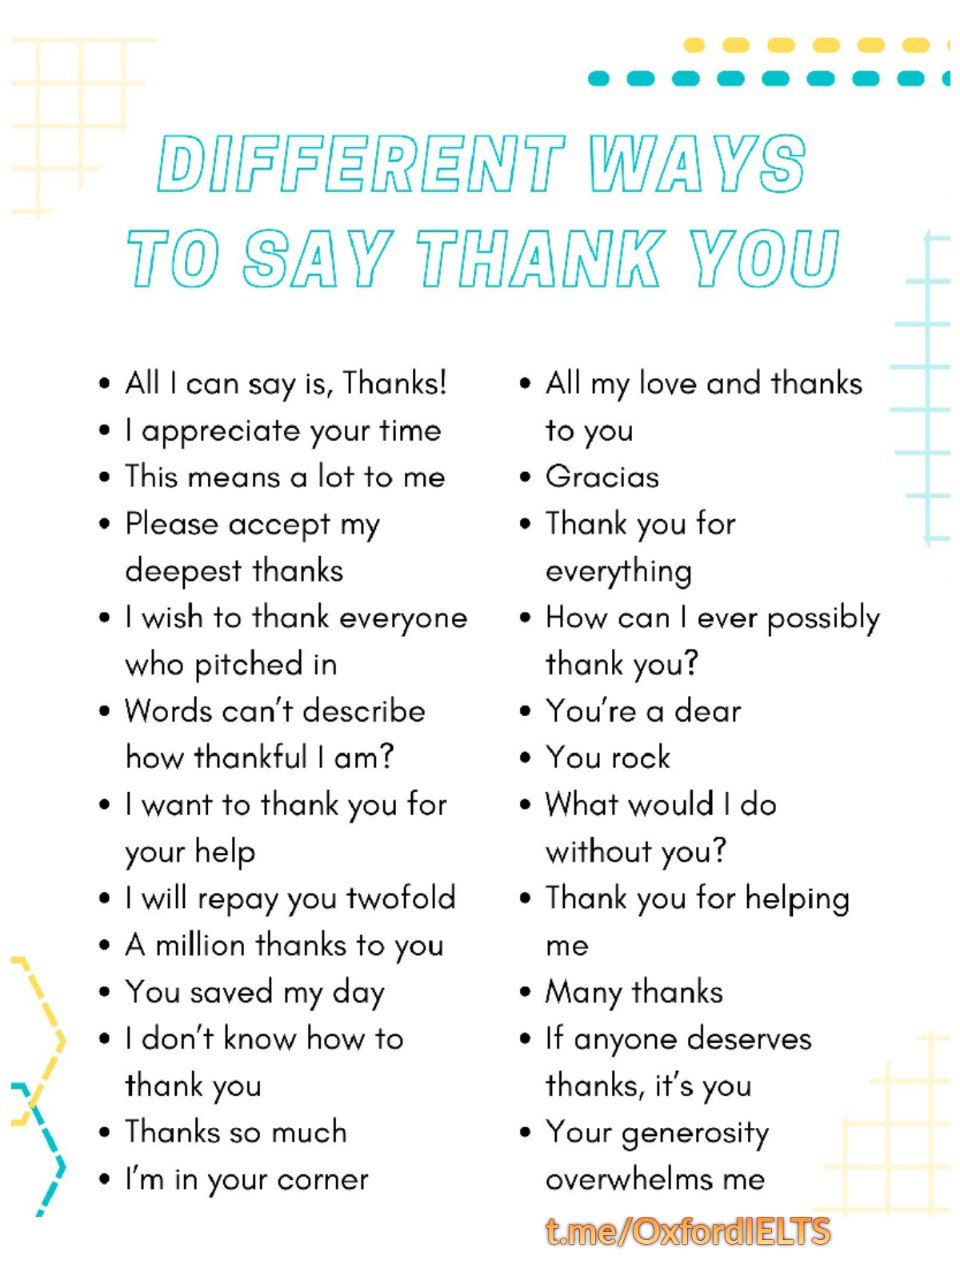 DIFFERENT WAYS
TO SAY THANK YOU
• All I can say is, Thanks!
• I appreciate your time
• This means a lot to me
• Please accept my
deepest thanks
• I wish to thank everyone
who pitched in
• Words can't describe
how thankful I am?
• I want to thank you for
your help
• I will repay you twofold
• A million thanks to you
• You saved my day
• I don't know how to
thank you
• Thanks so much
• I'm in your corner
• All my love and thanks
to you
• Gracias
• Thank you for
everything
• How can I ever possibly
thank you?
• You're a dear
• You rock
• What would I do
without you?
• Thank you for helping
me
• Many thanks
• If anyone deserves
thanks, it's you
• Your generosity
overwhelms me
t.me/OxfordIELTS